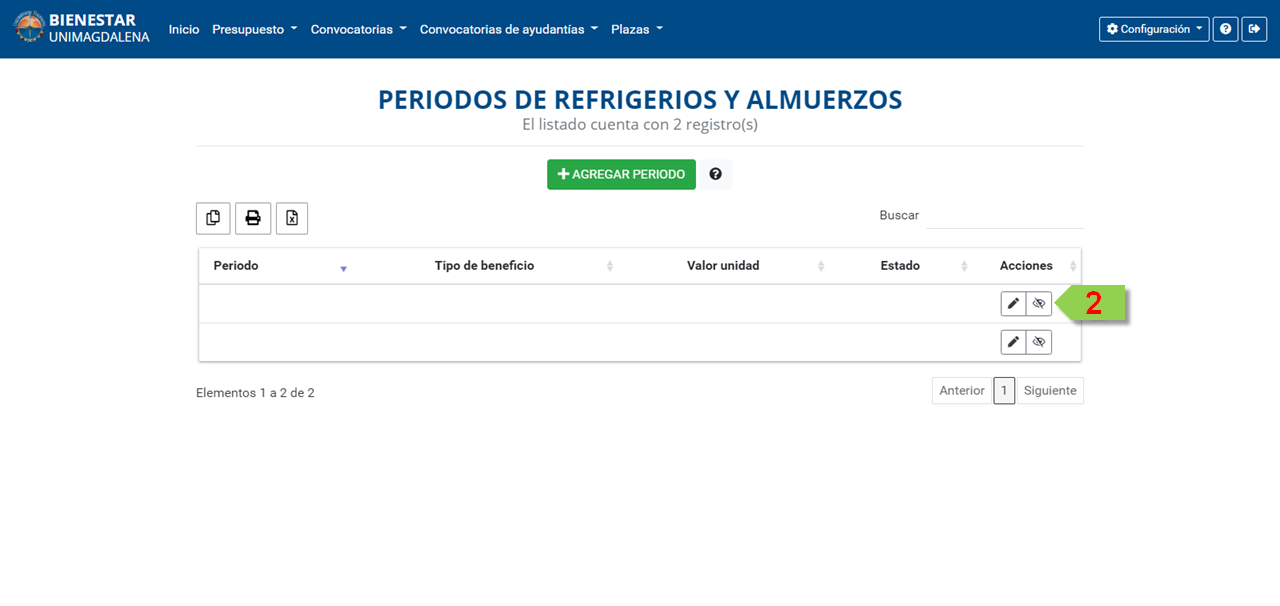 BIENESTAR
UNIMAGDALENA
Inicio Presupuesto Convocatorias Convocatorias de ayudantías Plazas Configuración
PERIODOS DE REFRIGERIOS Y ALMUERZOS
El listado cuenta con 2 registro(s)
AGREGAR PERIODO
Buscar
Periodo Tipo de beneficio Valor unidad Estado Acciones
2
Elementos 1 a 2 de 2 Anterior 1 Siguiente